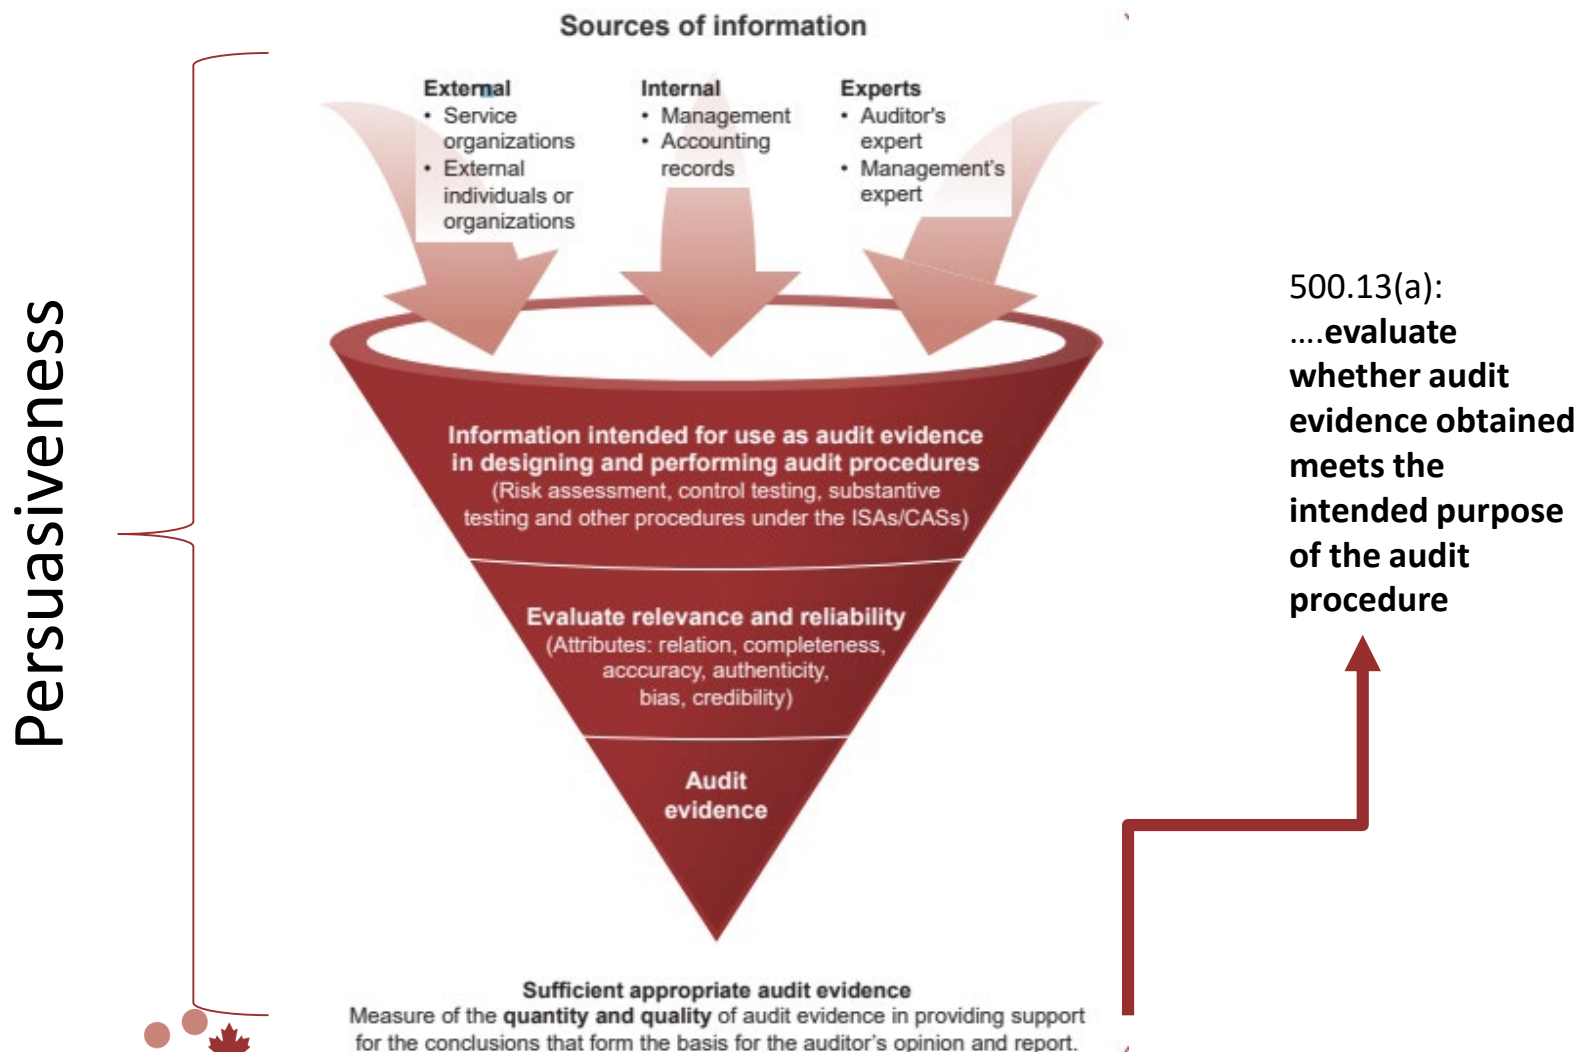 Sources of information
External
• Service
organizations
• External
individuals or
organizations
Internal
• Management
• Accounting
records
Experts
• Auditor's
expert
• Management's
expert
Persuasiveness
Information intended for use as audit evidence
in designing and performing audit procedures
(Risk assessment, control testing, substantive
testing and other procedures under the ISAs/CASs)
Evaluate relevance and reliability
(Attributes: relation, completeness,
acccuracy, authenticity,
bias, credibility)
Audit
evidence
Sufficient appropriate audit evidence
Measure of the quantity and quality of audit evidence in providing support
for the conclusions that form the basis for the auditor's opinion and report.
500.13(a):
....evaluate
whether audit
evidence obtained
meets the
intended purpose
of the audit
procedure